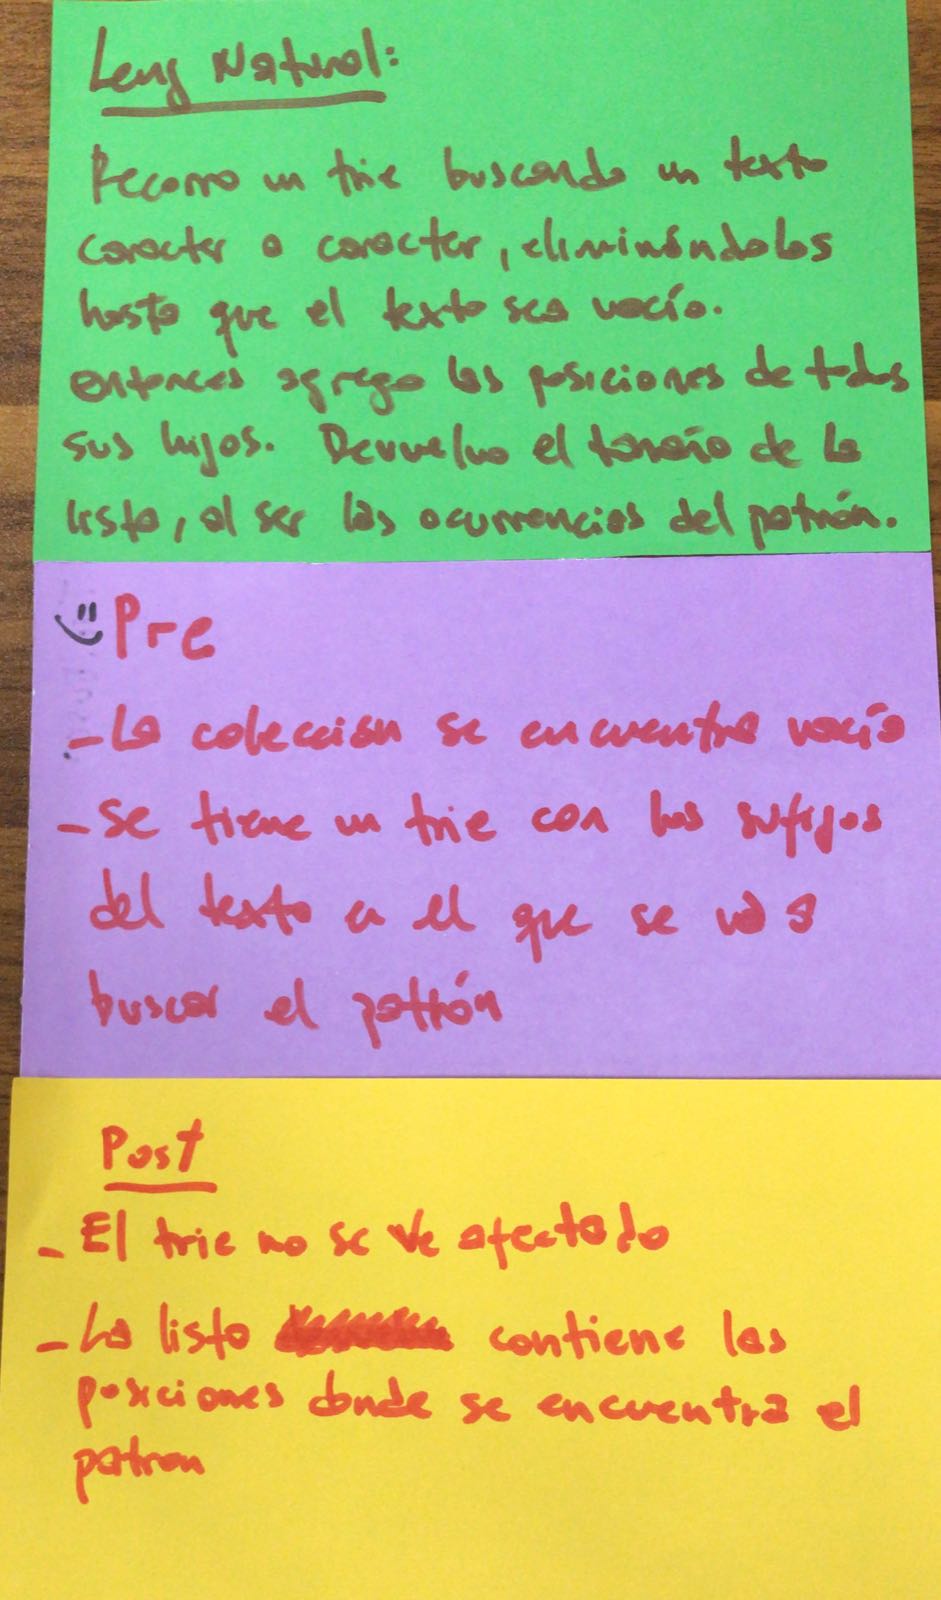 Leng Natural:
Recorro un trie buscando un texto
caracter a caracter, eliminándolos
hasta que el texto sea vacío.
entonces agrego las posiciones de todos
sus hijos. Devuelvo el tamaño de la
lista, al ser las ocurrencias del patrón.
Pre
- La colección se encuentra vacía
- Se tiene un trie con los sufijos
del texto en el que se va a
buscar el patrón
Post
- El trie no se ve afectado
- La lista contiene las
posiciones donde se encuentra el
patron